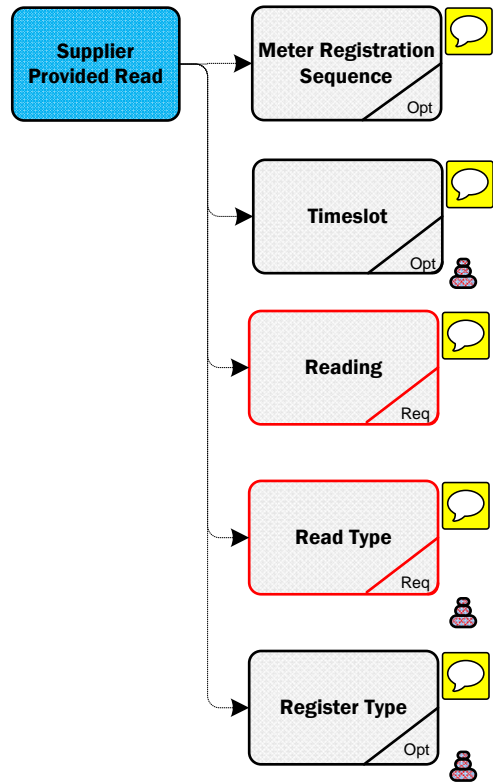 Supplier
Provided Read
Meter Registration
Sequence
Opt
Timeslot
Opt
Reading
Req
Read Type
Req
Register Type
Opt